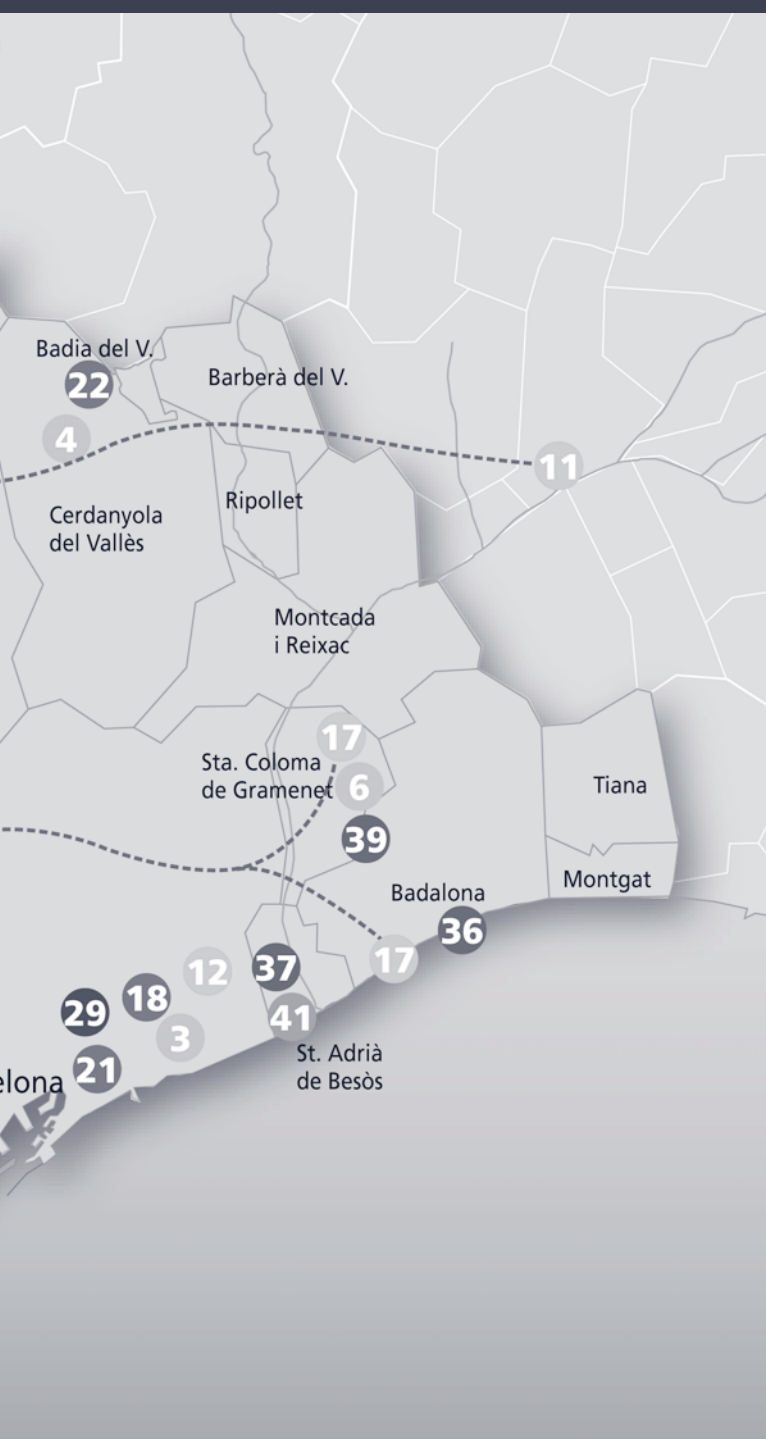 Badia del V.
22
Barberà del V.
4
11
Ripollet
Cerdanyola
del Vallès
Montcada
i Reixac
17
Sta. Coloma
de Gramenet
6
Tiana
39
Montgat
Badalona
36
17
12
37
18
29
41
3
St. Adrià
de Besòs
21
elona